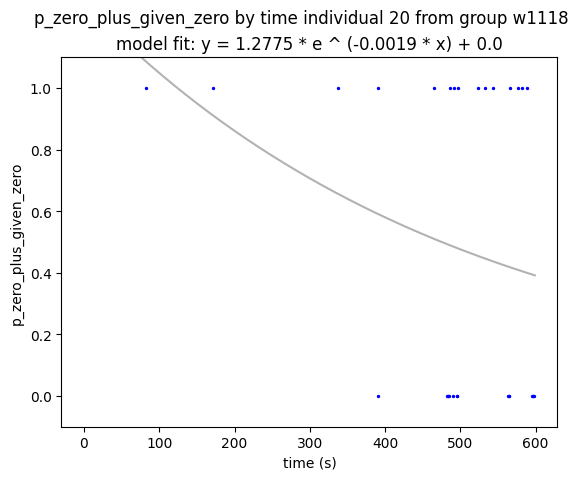 p_zero_plus_given_zero by time individual 20 from group w1118
model fit: y = 1.2775 * e ^ (-0.0019 * x) + 0.0
1.0
0.8
0.6
0.4
0.2
0.0
p_zero_plus_given_zero
0 100 200 300 400 500 600
time (s)